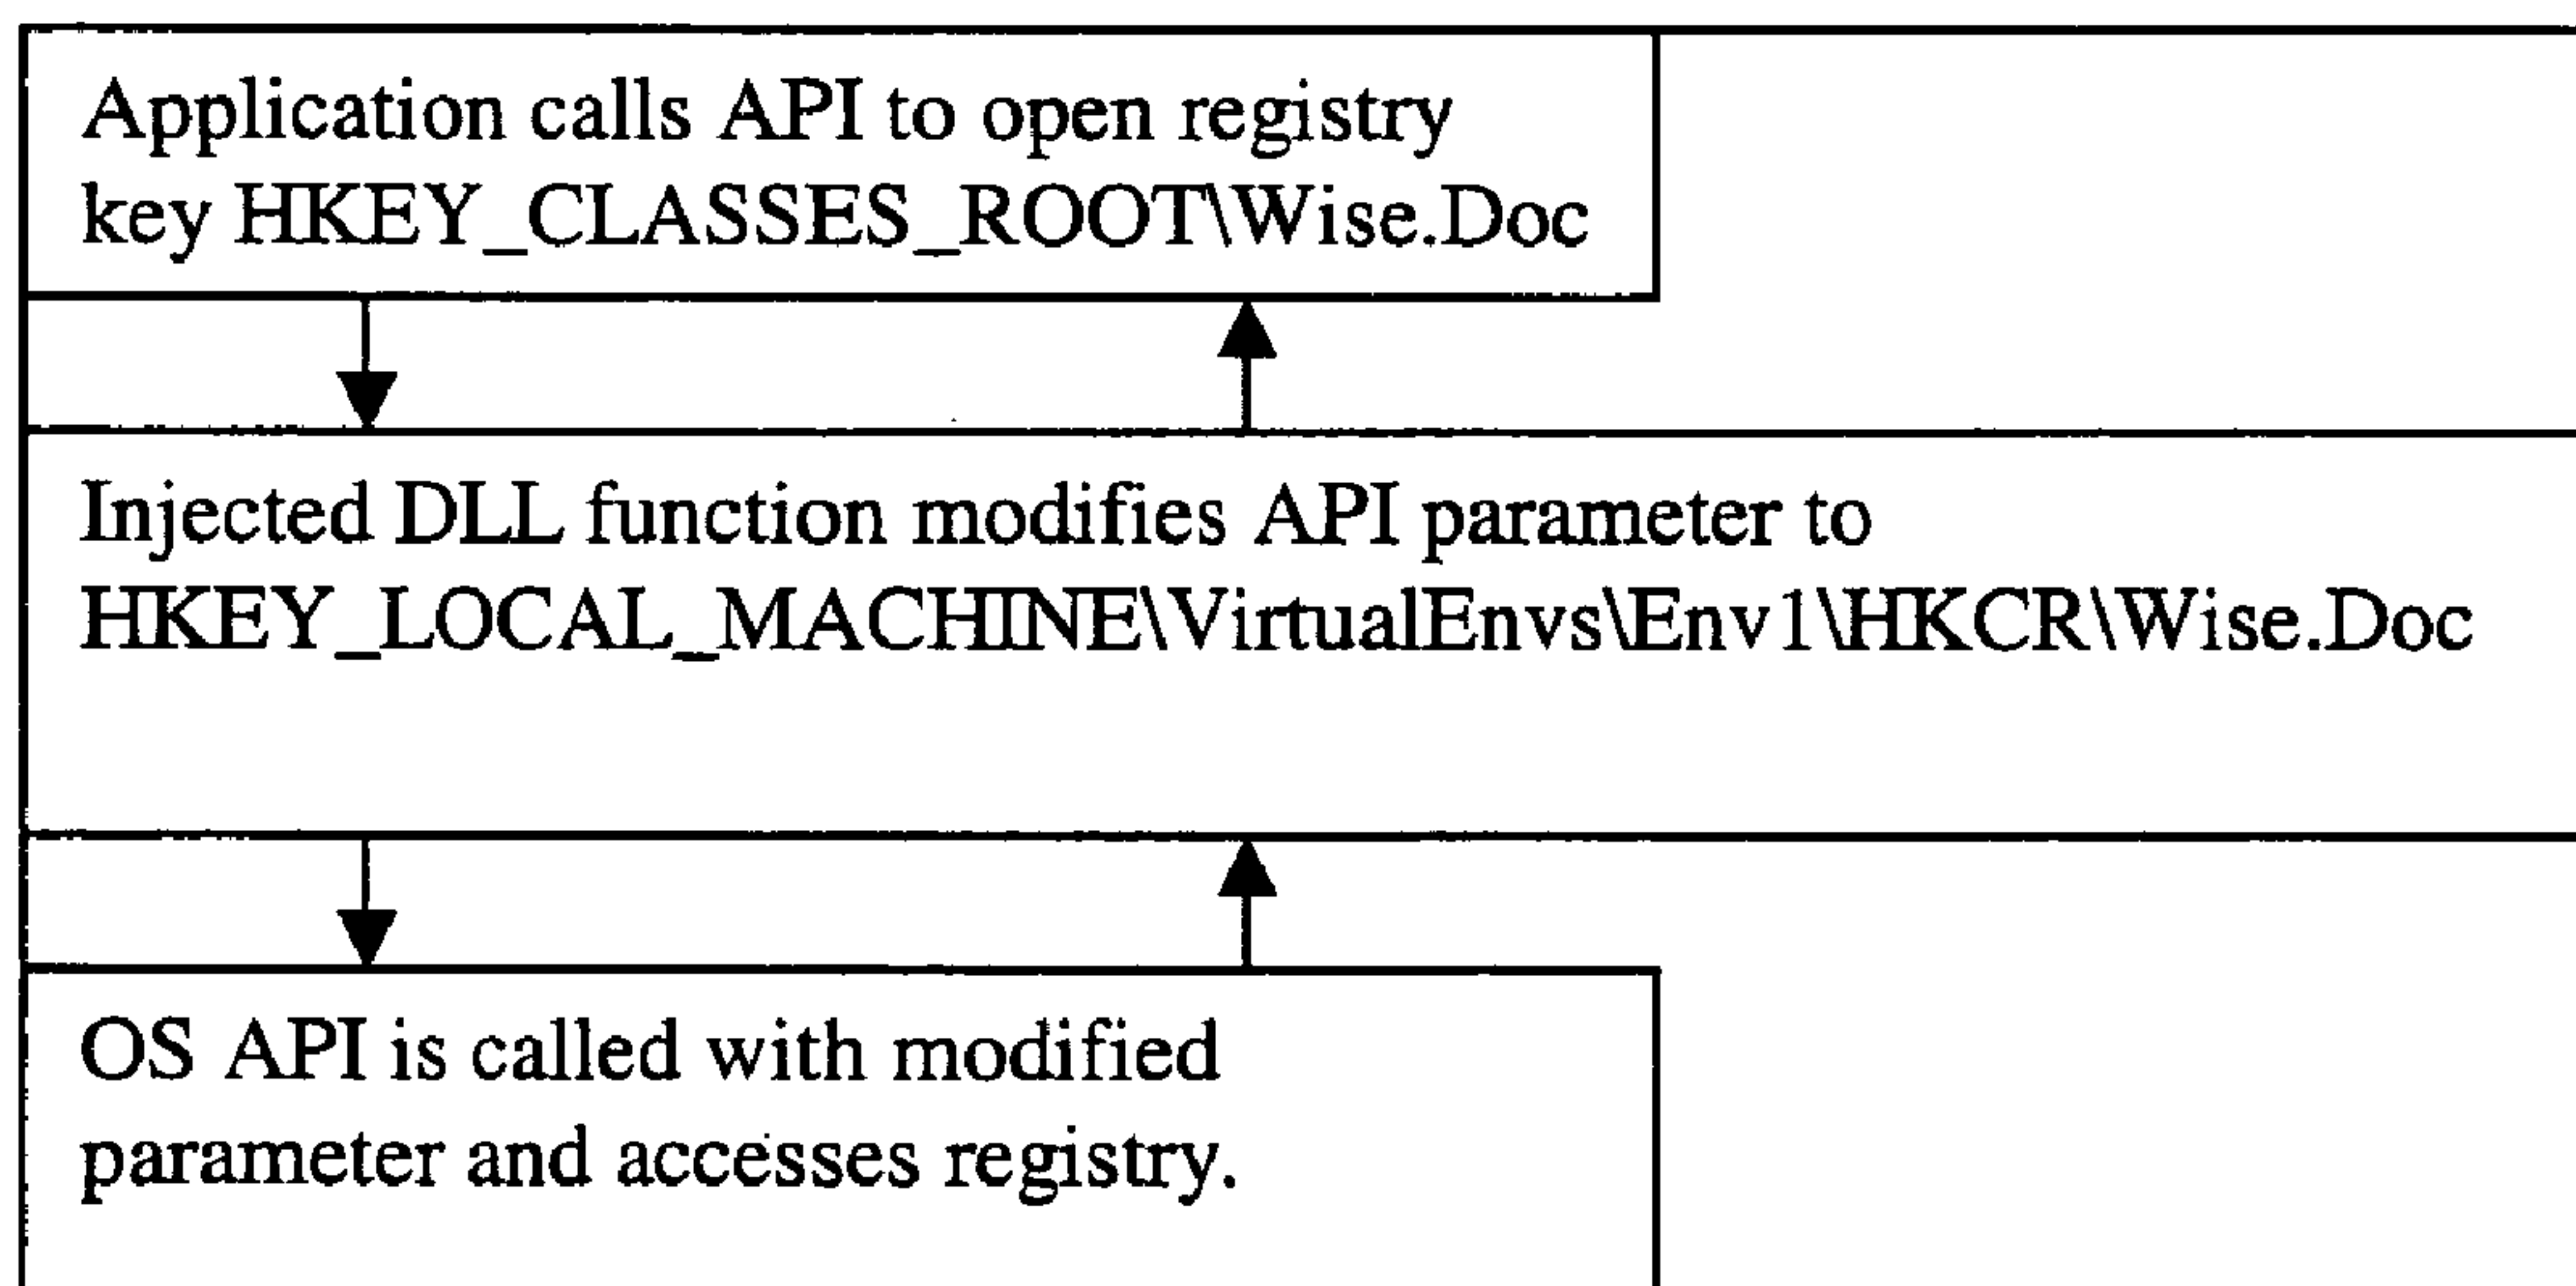 Application calls API to open registry
key HKEY_CLASSES_ROOT\Wise.Doc
Injected DLL function modifies API parameter to
HKEY_LOCAL_MACHINE\VirtualEnvs\Env1\HKCR\Wise.Doc
OS API is called with modified
parameter and accesses registry.